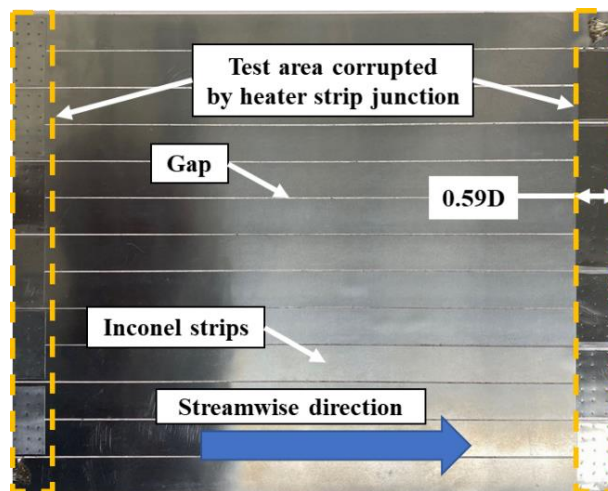 Test area corrupted
by heater strip junction
Gap
0.59D
Inconel strips
Streamwise direction